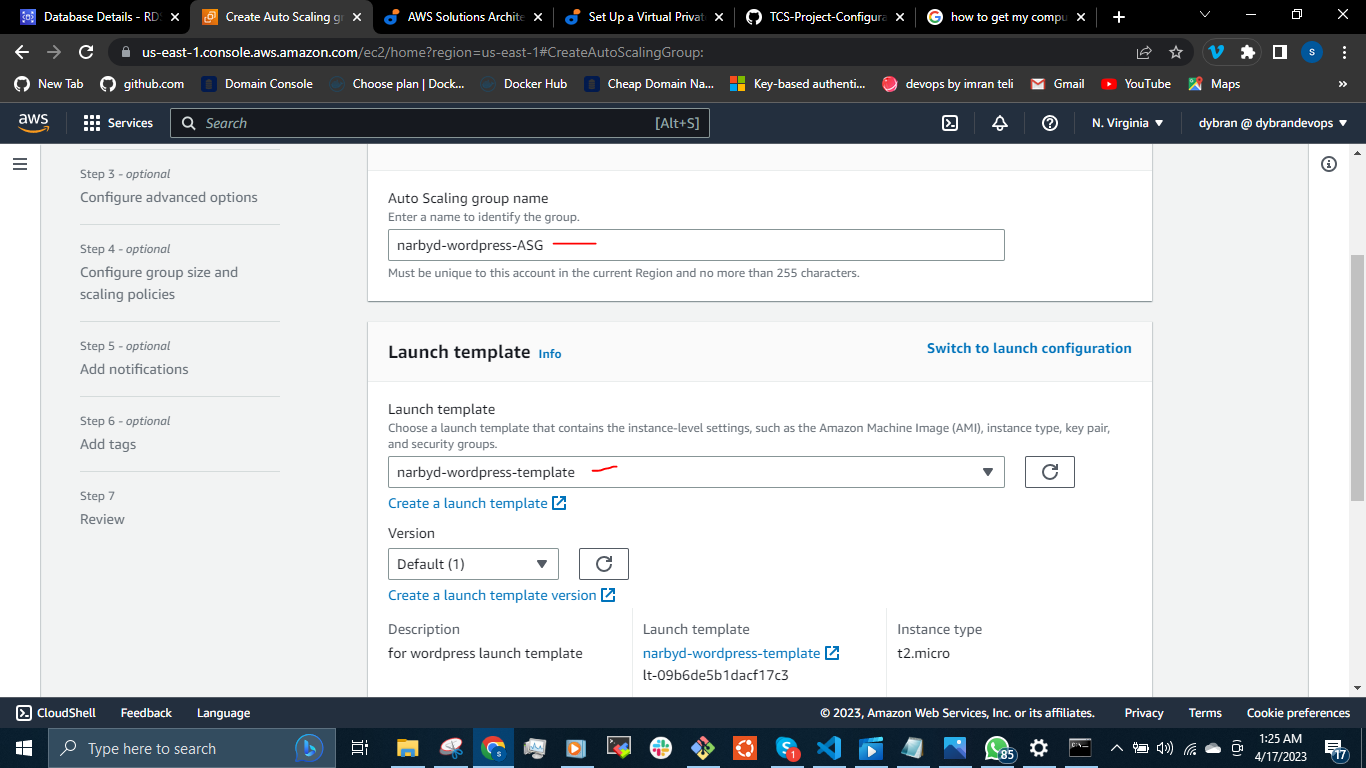 Database Details - RDS
Create Auto Scaling gr
AWS Solutions Archite
Set Up a Virtual Privat
TCS-Project-Configura
how to get my compu
us-east-1.console.aws.amazon.com/ec2/home?region=us-east-1#CreateAutoScalingGroup:
S
New Tab
github.com
Domain Console
Choose plan | Dock...
Docker Hub
Cheap Domain Na...
Key-based authenti...
devops by imran teli
Gmail
YouTube
Maps
»
aws
Services
Search
[Alt+S]
N. Virginia
dybran @ dybrandevops
Step 3 - optional
Configure advanced options
Step 4 - optional
Configure group size and
scaling policies
Step 5 - optional
Add notifications
Step 6 - optional
Add tags
Step 7
Review
Auto Scaling group name
Enter a name to identify the group.
narbyd-wordpress-ASG
Must be unique to this account in the current Region and no more than 255 characters.
Launch template Info
Switch to launch configuration
Launch template
Choose a launch template that contains the instance-level settings, such as the Amazon Machine Image (AMI), instance type, key pair,
and security groups.
narbyd-wordpress-template
Create a launch template
Version
Default (1)
Create a launch template version
Description
for wordpress launch template
Launch template
narbyd-wordpress-template
lt-09b6de5b1dacf17c3
Instance type
t2.micro
CloudShell
Feedback
Language
© 2023, Amazon Web Services, Inc. or its affiliates.
Privacy
Terms
Cookie preferences
Type here to search
1
85
1:25 AM
4/17/2023
17